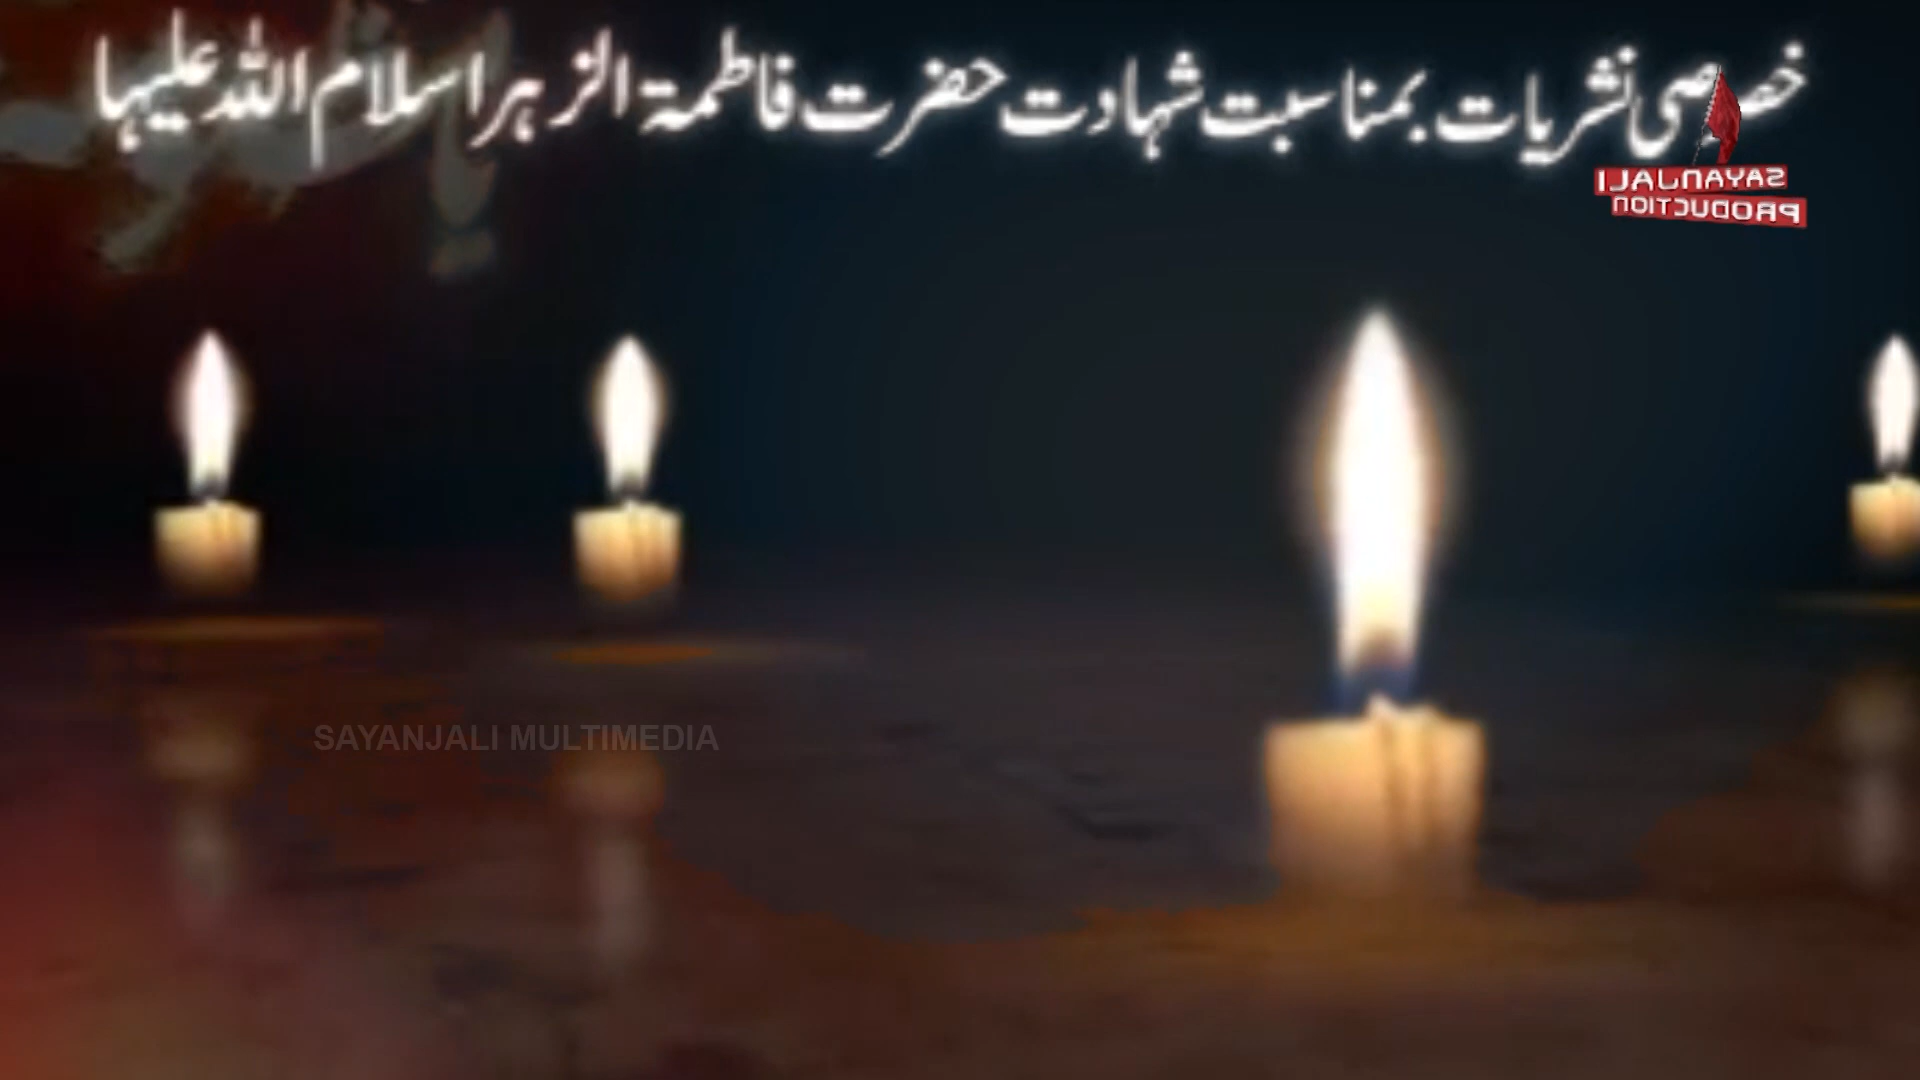 خصوصی نشریات بمناسبت شہادت حضرت فاطمۃ الزہرا سلام اللہ علیہا
SAYANJALI
PRODUCTION
SAYANJALI MULTIMEDIA